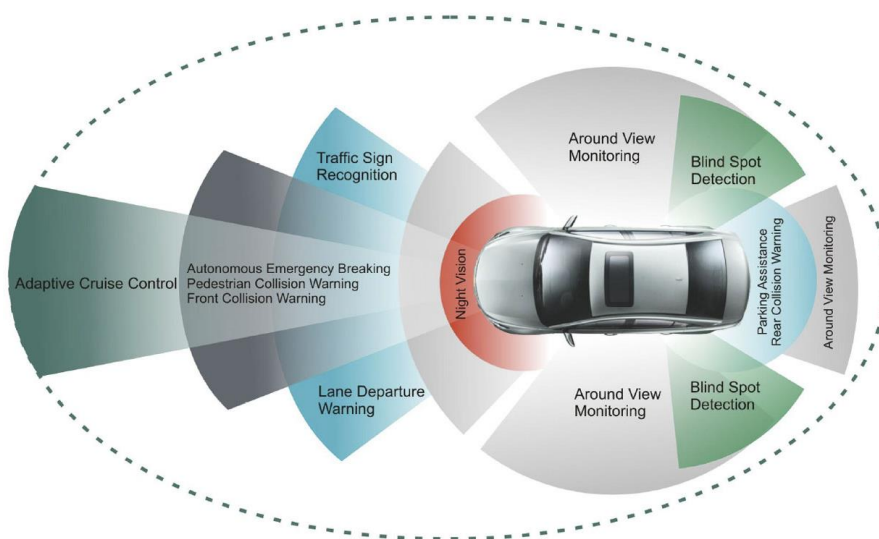 Adaptive Cruise Control
Autonomous Emergency Breaking
Pedestrian Collision Warning
Front Collision Warning
Traffic Sign
Recognition
Lane Departure
Warning
Night Vision
Around View
Monitoring
Blind Spot
Detection
Parking Assistance
Rear Collision Warning
Around View Monitoring
Around View
Monitoring
Blind Spot
Detection